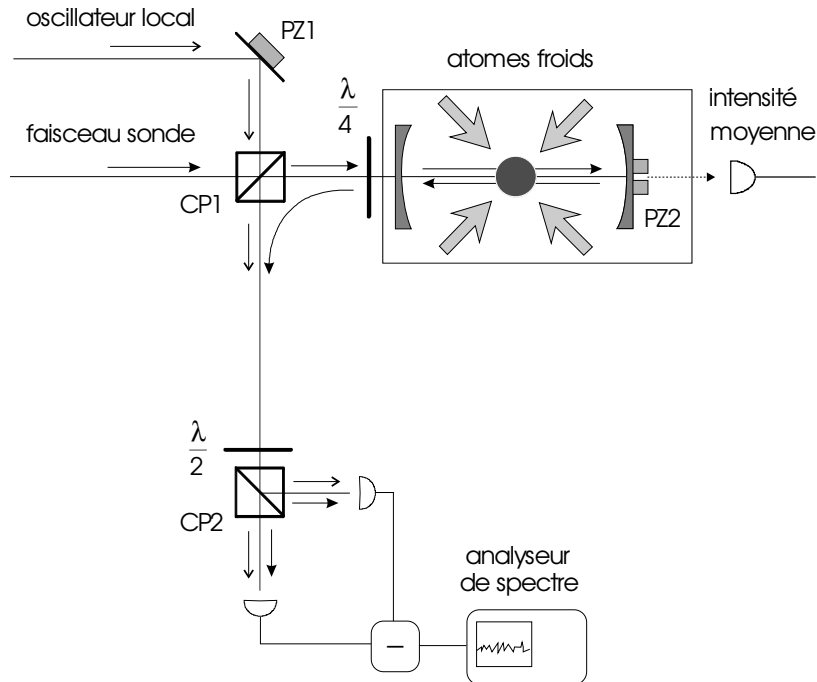 oscillateur local
PZ1
atomes froids
λ
4
intensité
moyenne
faisceau sonde
CP1
PZ2
λ
2
CP2
analyseur
de spectre
−